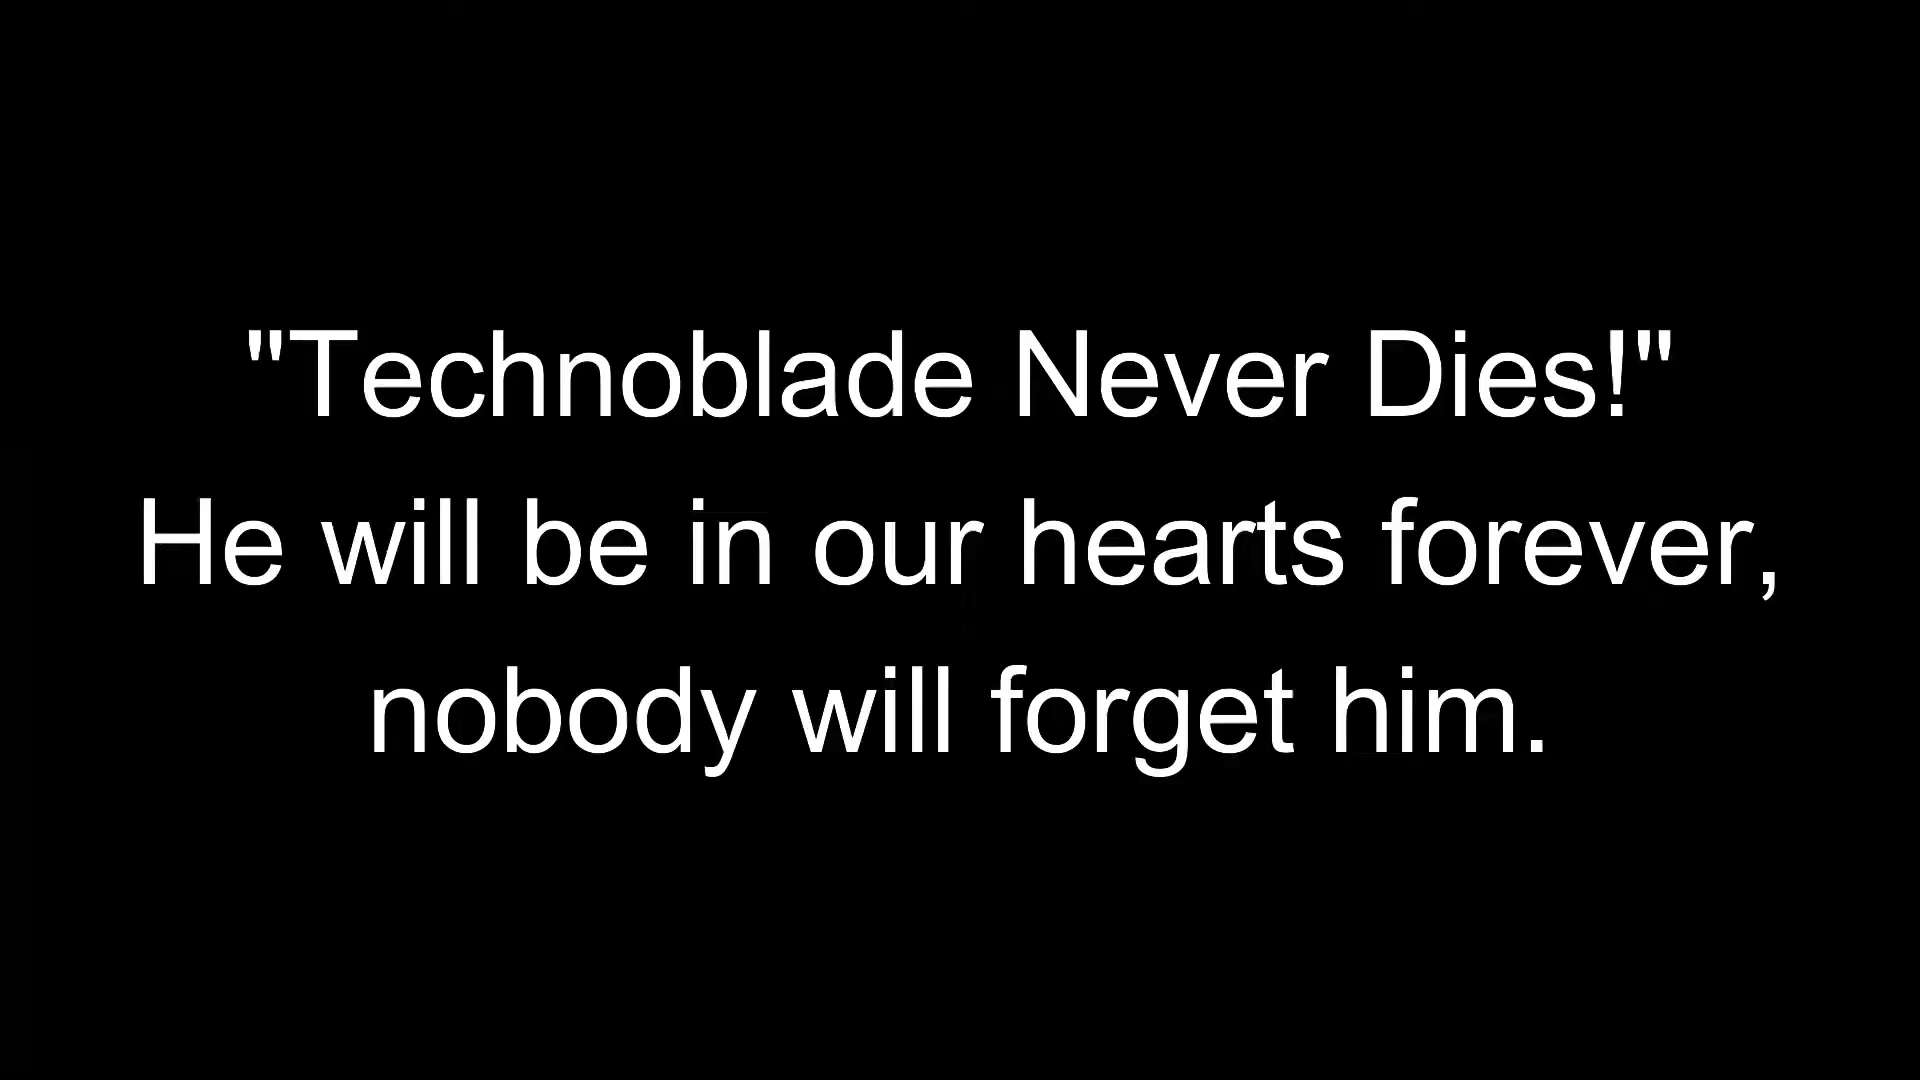 "Technoblade Never Dies!"
He will be in our hearts forever,
nobody will forget him.